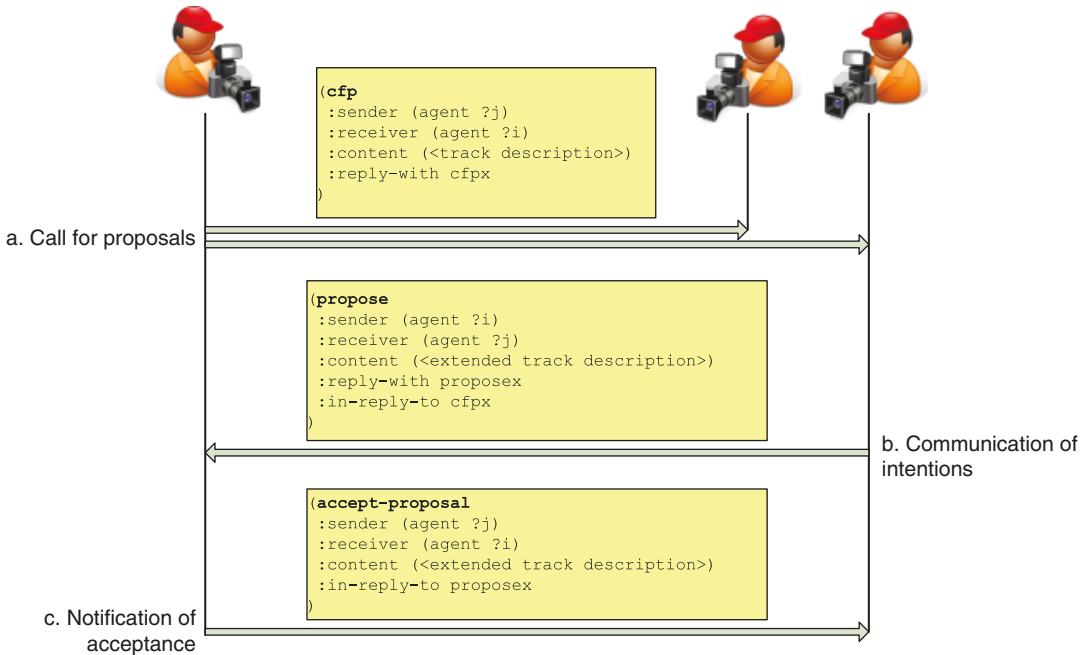 (cfp
:sender (agent ?j)
:receiver (agent ?i)
:content (<track description>)
:reply-with cfpx
)
a. Call for proposals
(propose
:sender (agent ?i)
:receiver (agent ?j)
:content (<extended track description>)
:reply-with proposex
:in-reply-to cfpx
)
b. Communication of
intentions
(accept-proposal
:sender (agent ?j)
:receiver (agent ?i)
:content (<extended track description>)
:in-reply-to proposex
)
c. Notification of
acceptance